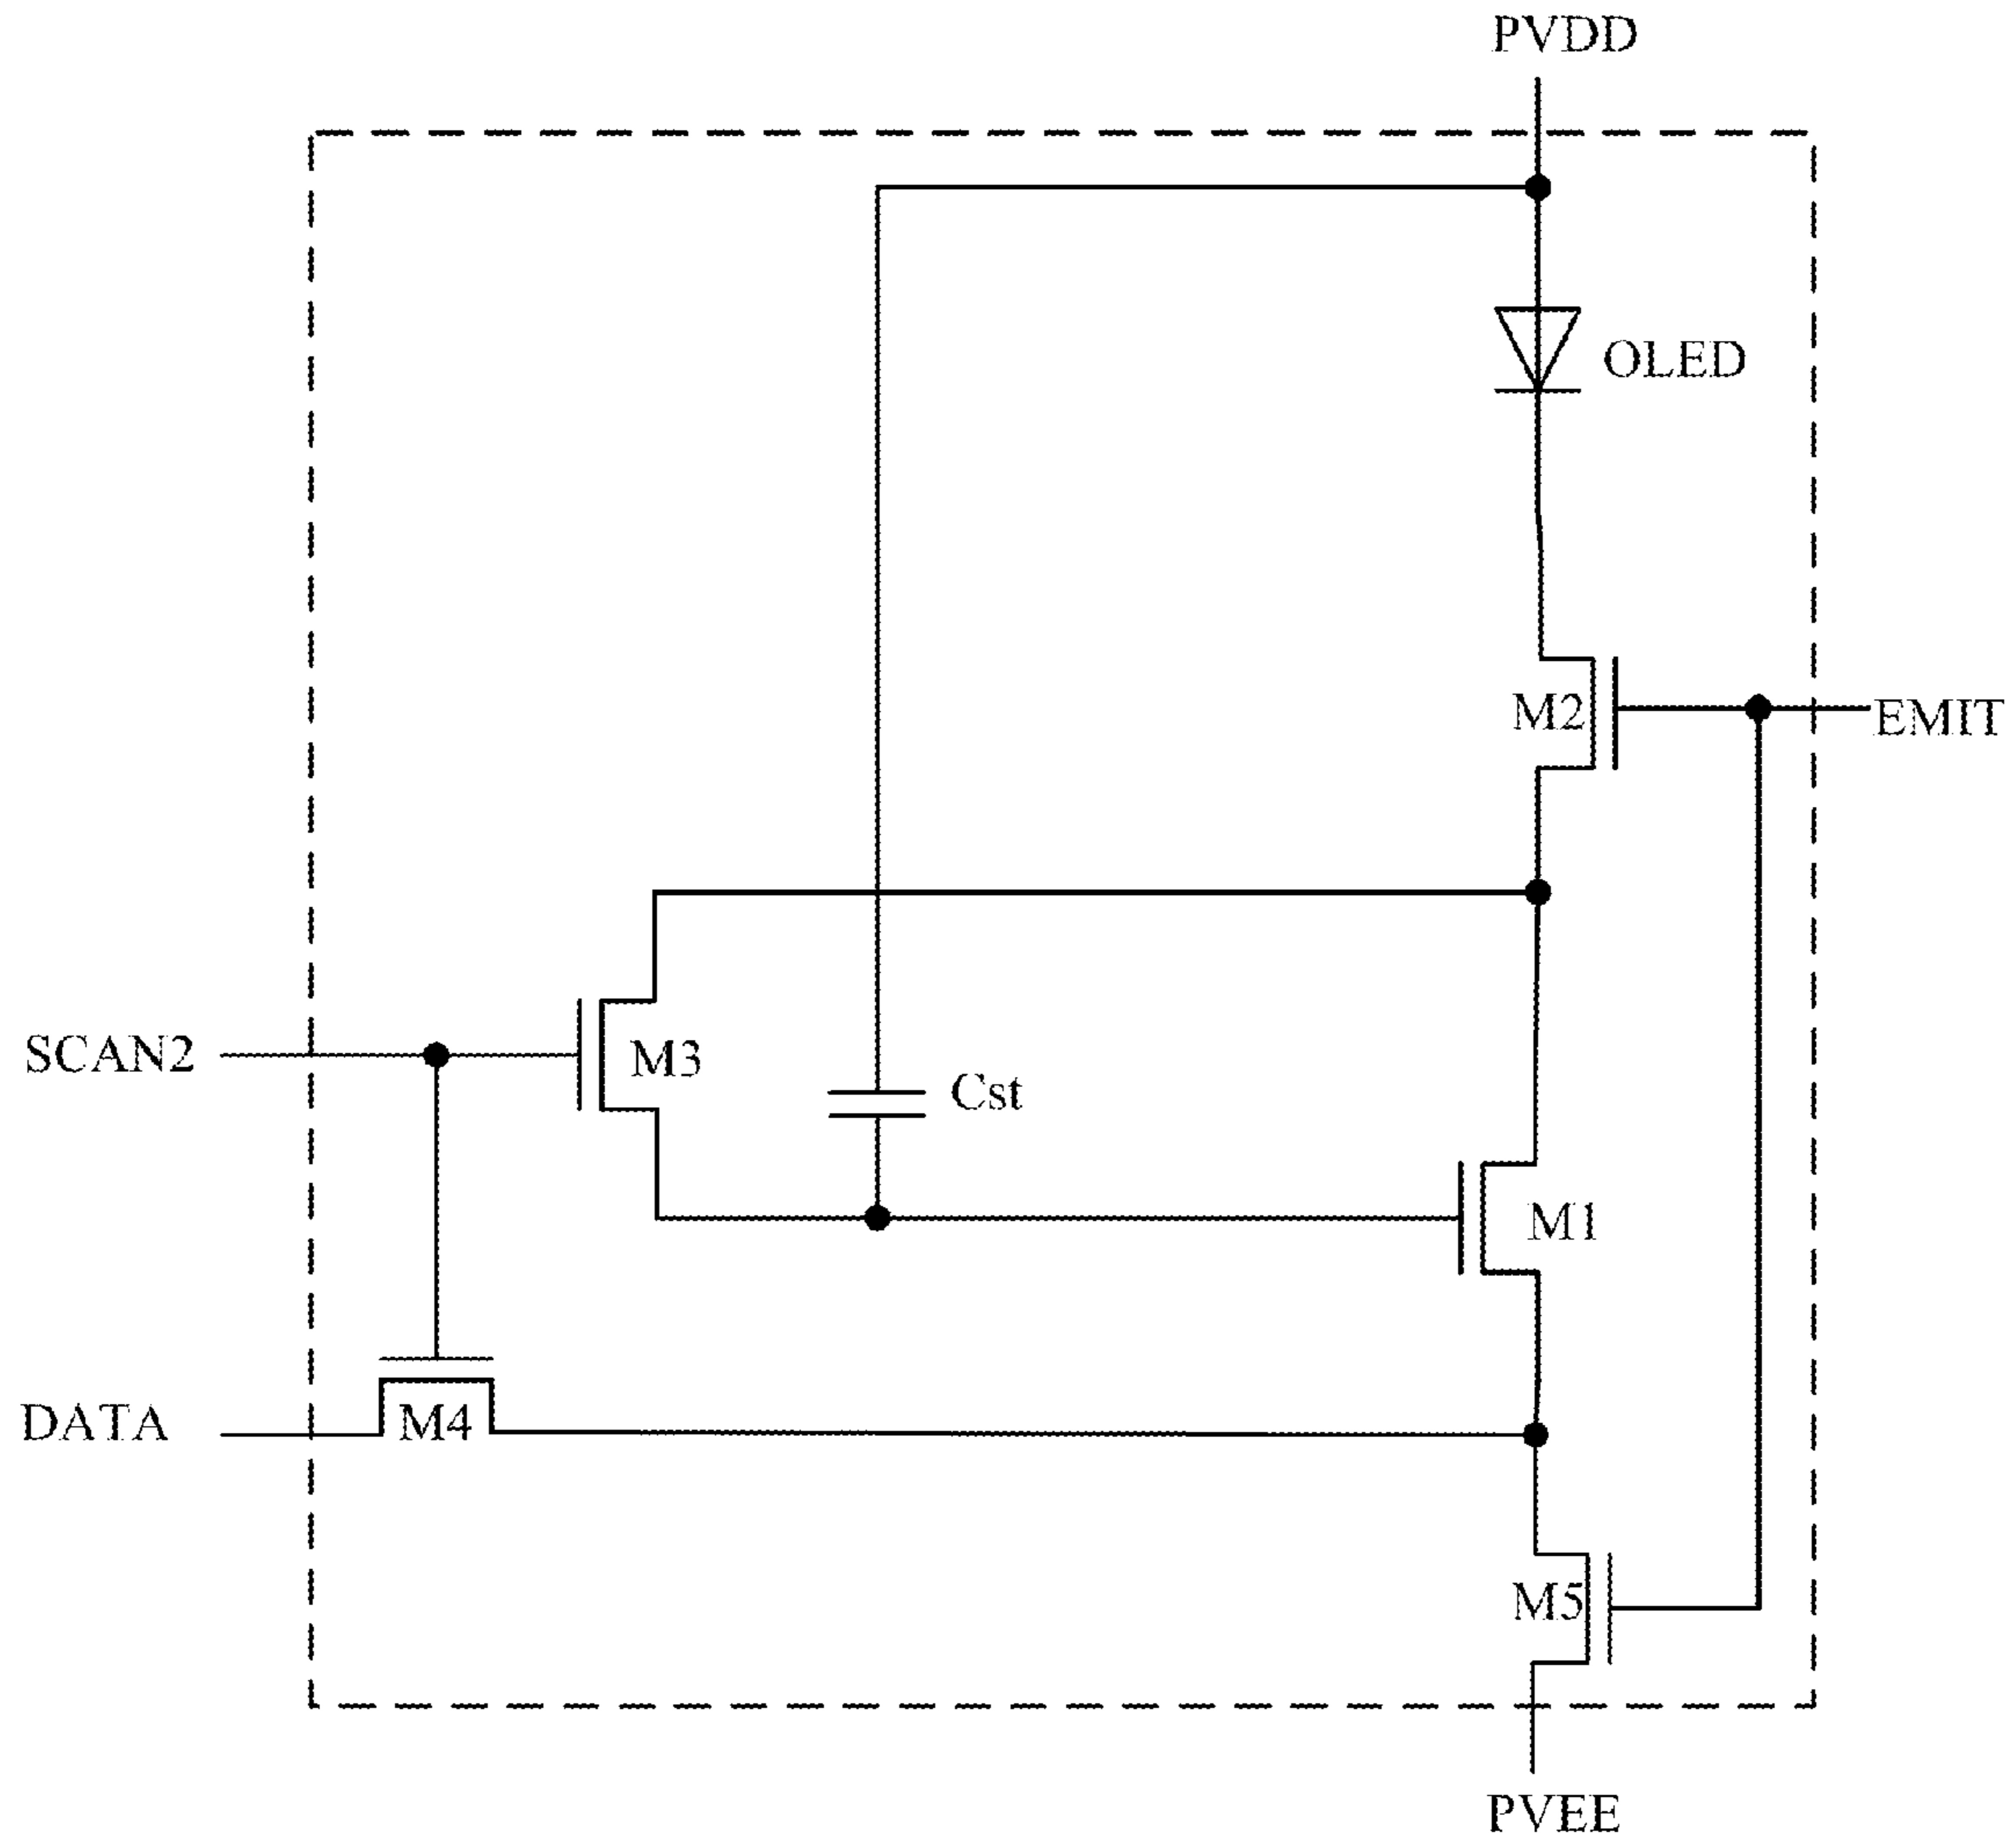 PVDD
OLED
M2
EMIT
SCAN2
M3
Cst
M1
DATA
M4
M5
PVEE